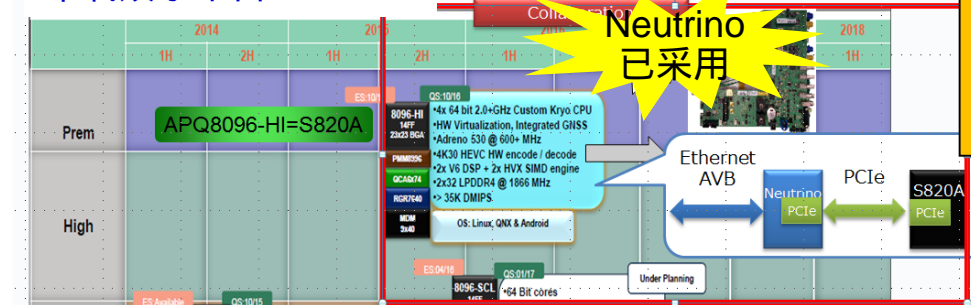 Collaboration
Neutrino
已采用
2014
2015
2016
2018
1H
2H
1H
2H
1H
1H
Prem
High
APQ8096-HI=S820A
ES:10/15
QS:10/16
8096-HI
14FF
23x23 BGA
PMM8996
QCA6x74
RGR7640
MDM
9x40
•4x 64 bit 2.0+GHz Custom Kryo CPU
•HW Virtualization, Integrated GNSS
•Adreno 530 @ 600+ MHz
•4K30 HEVC HW encode / decode
•2x V6 DSP + 2x HVX SIMD engine
•2x32 LPDDR4 @ 1866 MHz
•> 35K DMIPS
OS: Linux, QNX & Android
Ethernet
AVB
Neutrino
PCIe
PCIe
S820A
PCIe
ES:04/16
QS:01/17
8096-SCL
14FF
•64 Bit cores
Under Planning
ES:Available
QS:10/15